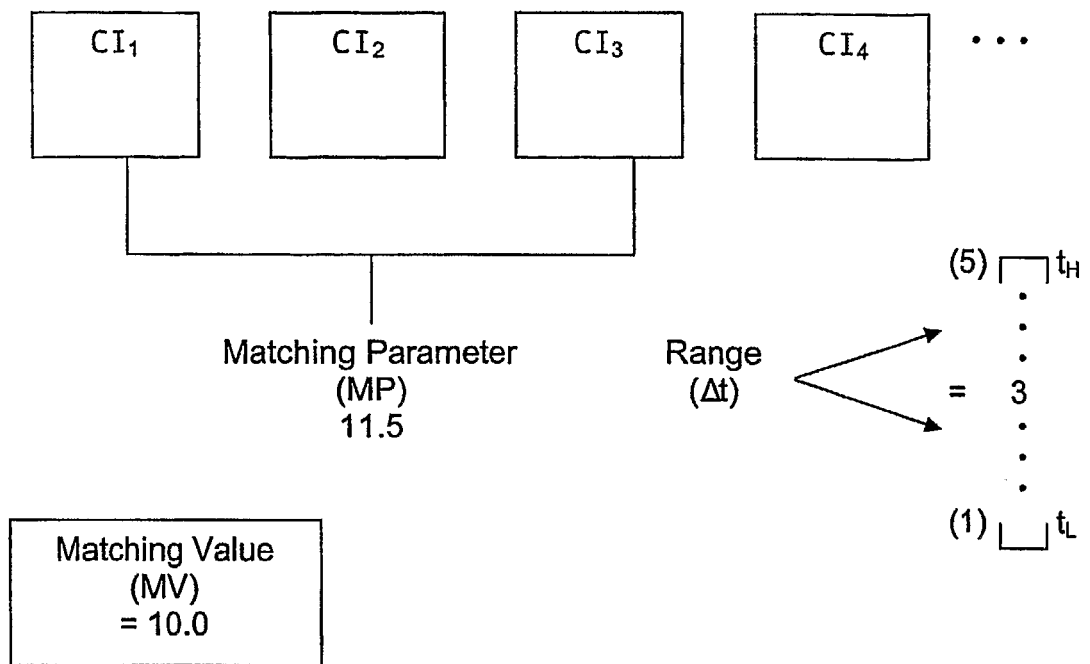 CI₁ CI₂ CI₃ CI₄ • • •
(5) tH
Matching Parameter
(MP)
11.5
Range
(Δt)
= 3
(1) tL
Matching Value
(MV)
= 10.0